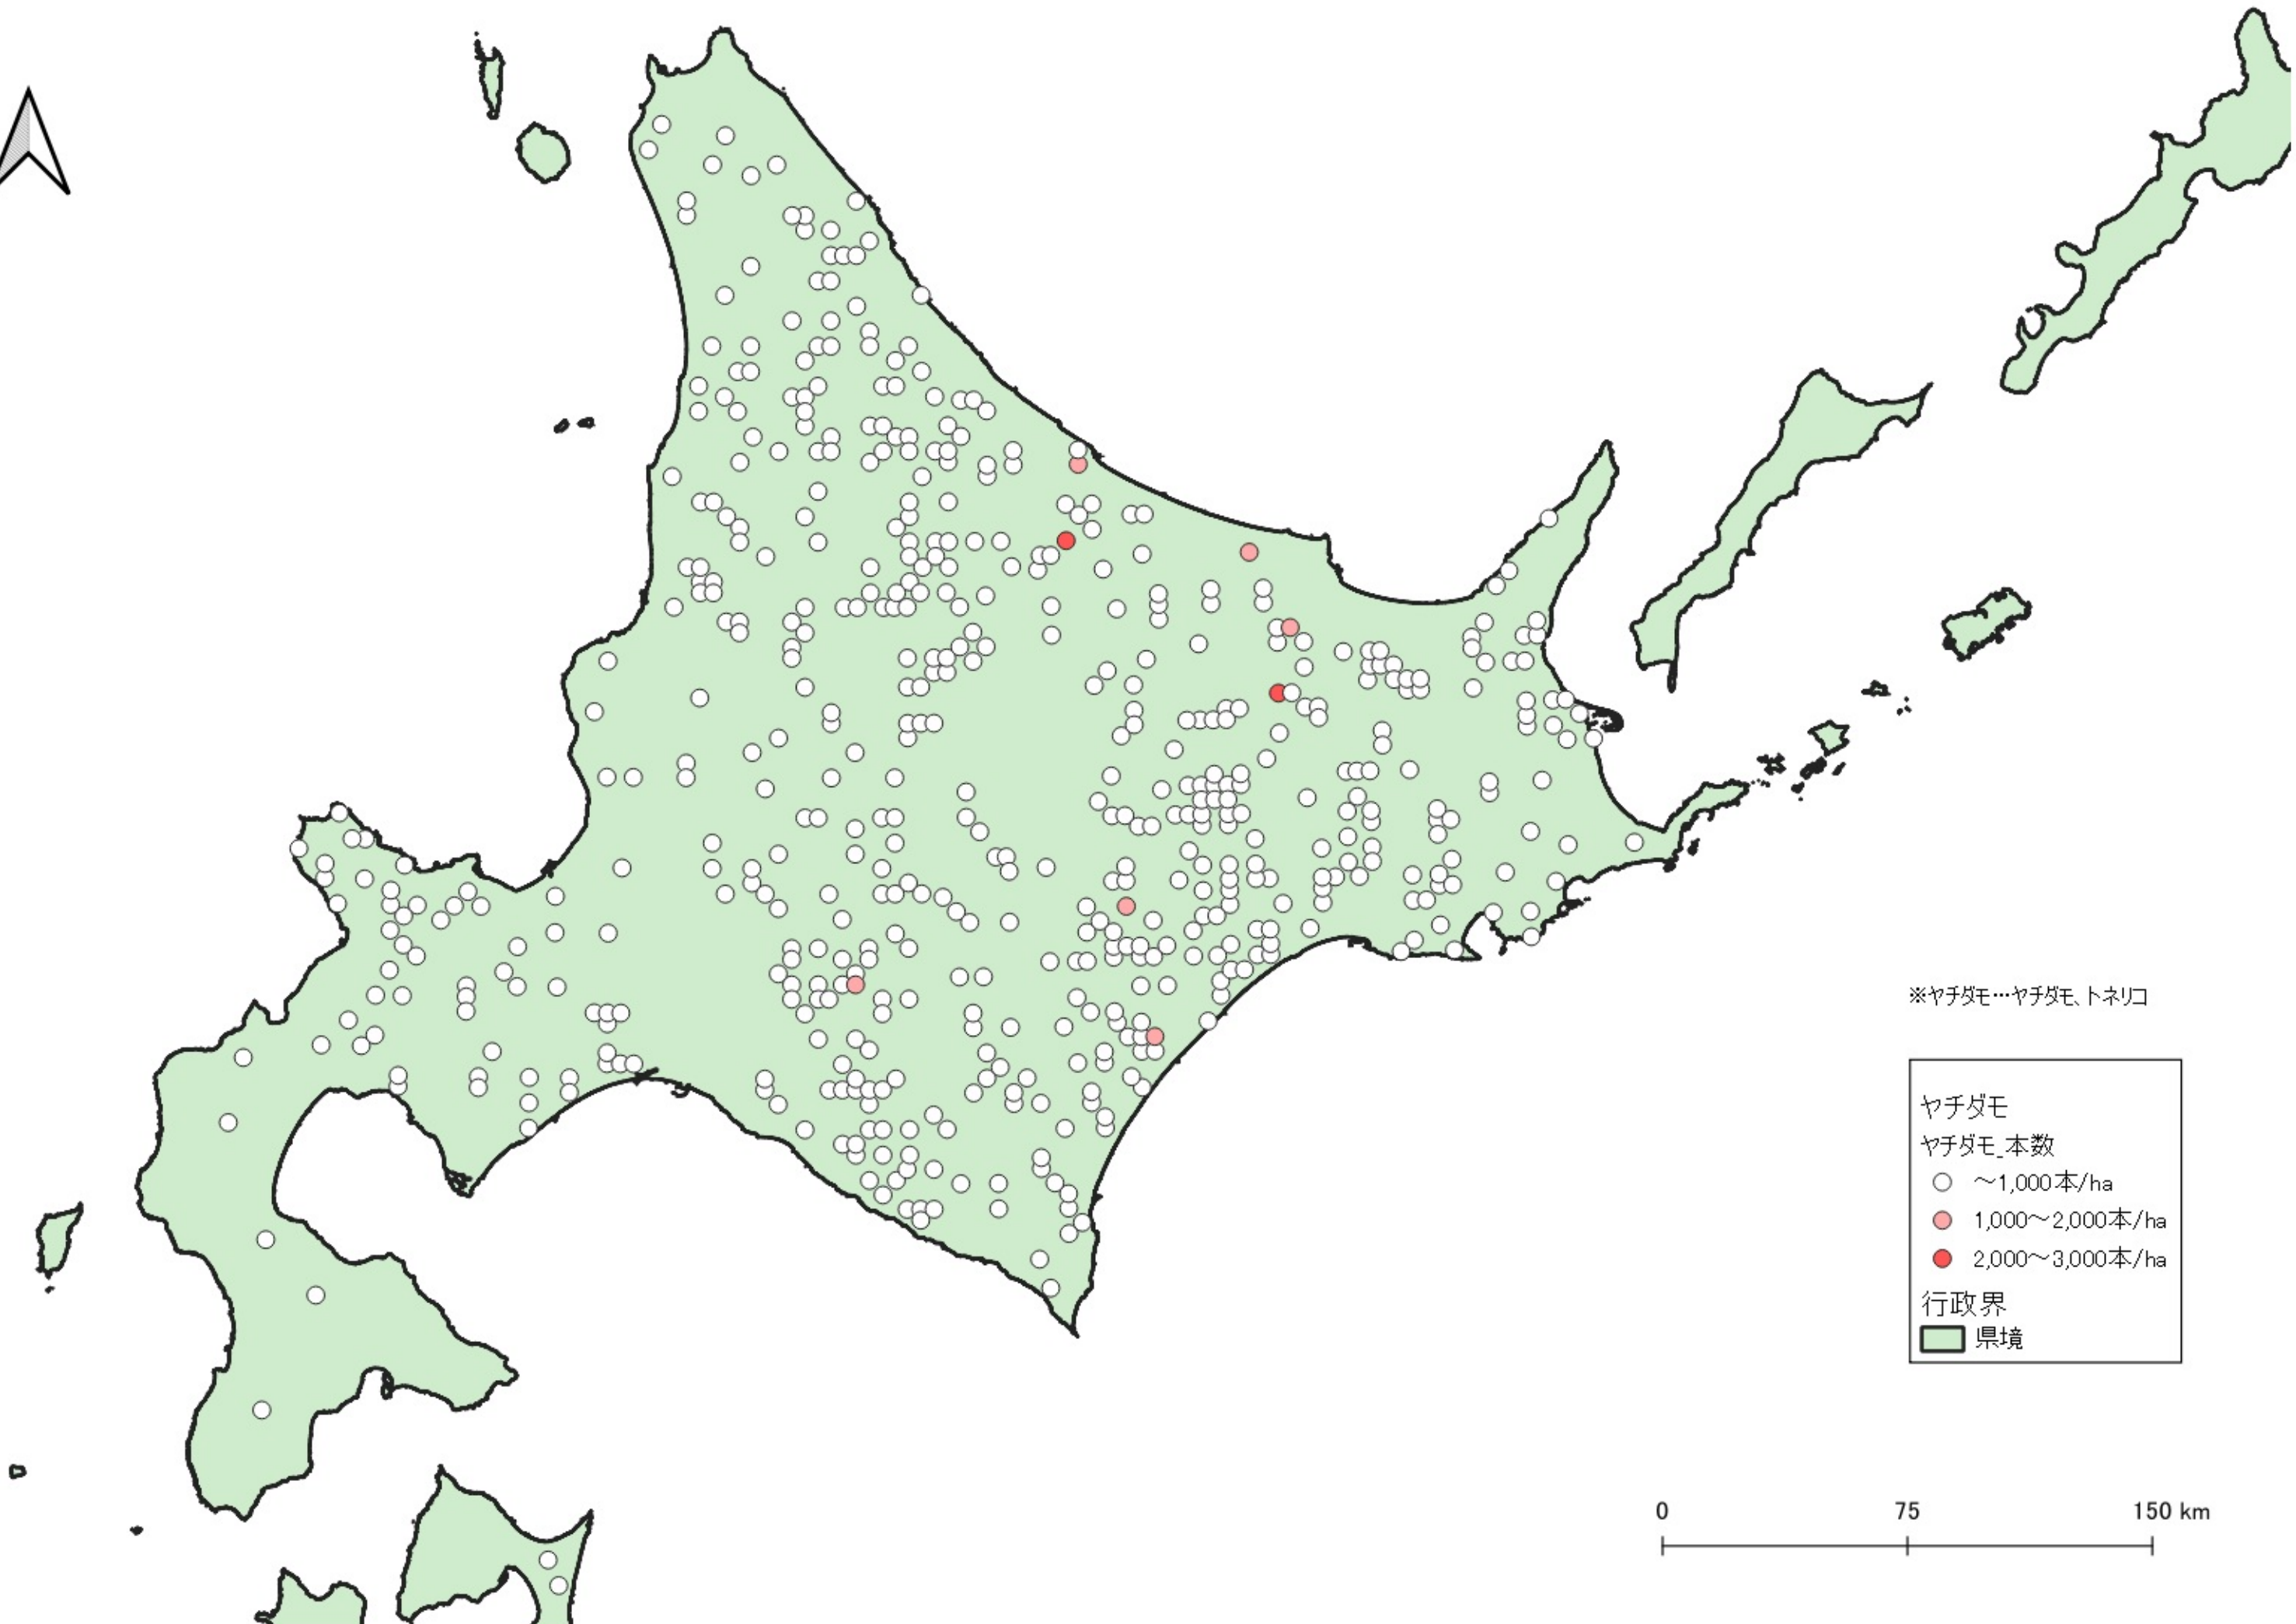 ※ヤチダモ…ヤチダモ、トネリコ
ヤチダモ
ヤチダモ_本数
～1,000本/ha
1,000～2,000本/ha
2,000～3,000本/ha
行政界
県境
0 75 150 km